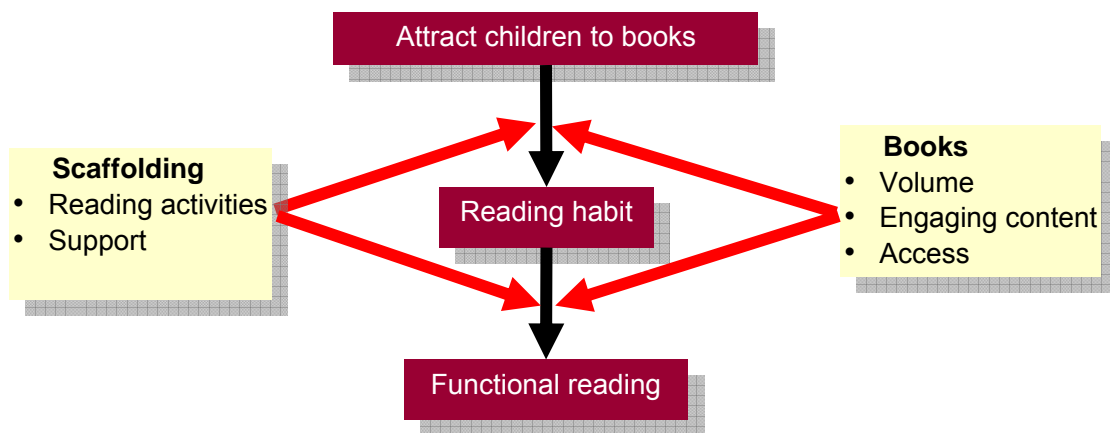 Attract children to books
Scaffolding
• Reading activities
• Support
Reading habit
Books
• Volume
• Engaging content
• Access
Functional reading